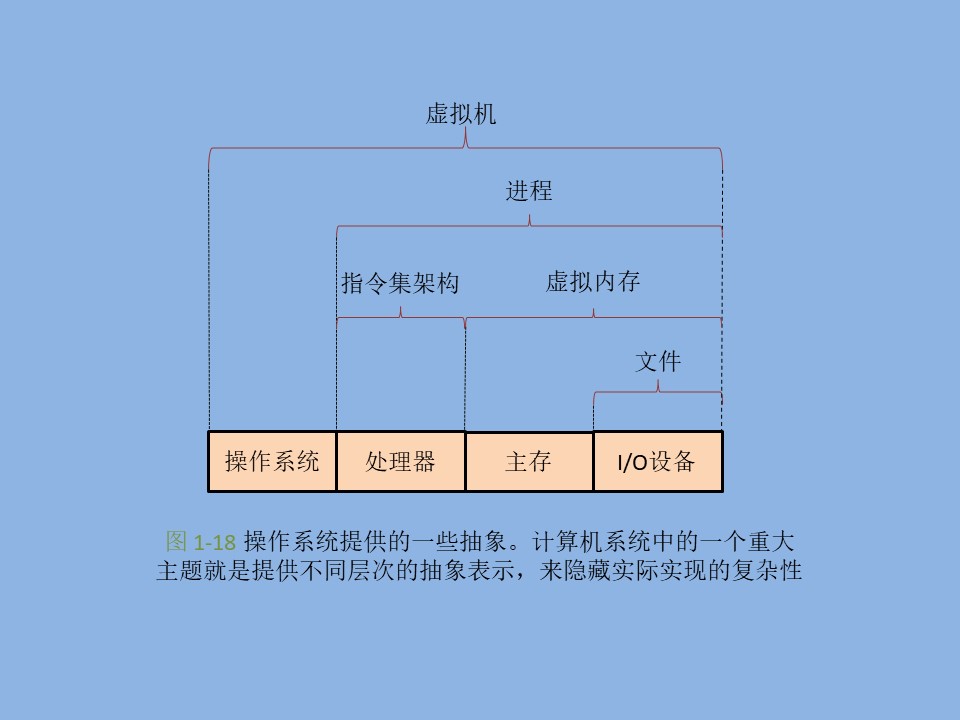 虚拟机
进程
指令集架构
虚拟内存
文件
操作系统
处理器
主存
I/O设备
图 1-18 操作系统提供的一些抽象。计算机系统中的一个重大
主题就是提供不同层次的抽象表示，来隐藏实际实现的复杂性